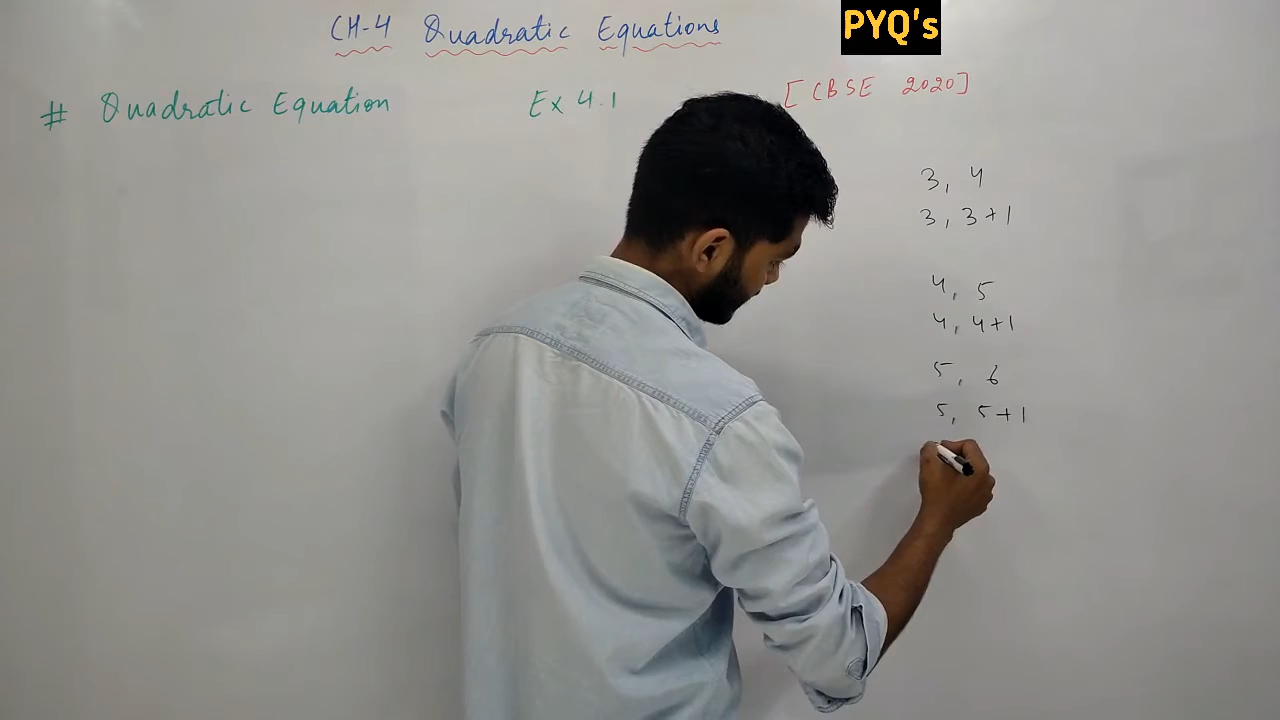 CH-4 Quadratic Equations
PYQ's
# Quadratic Equation Ex 4.1 [CBSE 2020]
3, 4
3, 3+1
4, 5
4, 4+1
5, 6
5, 5+1